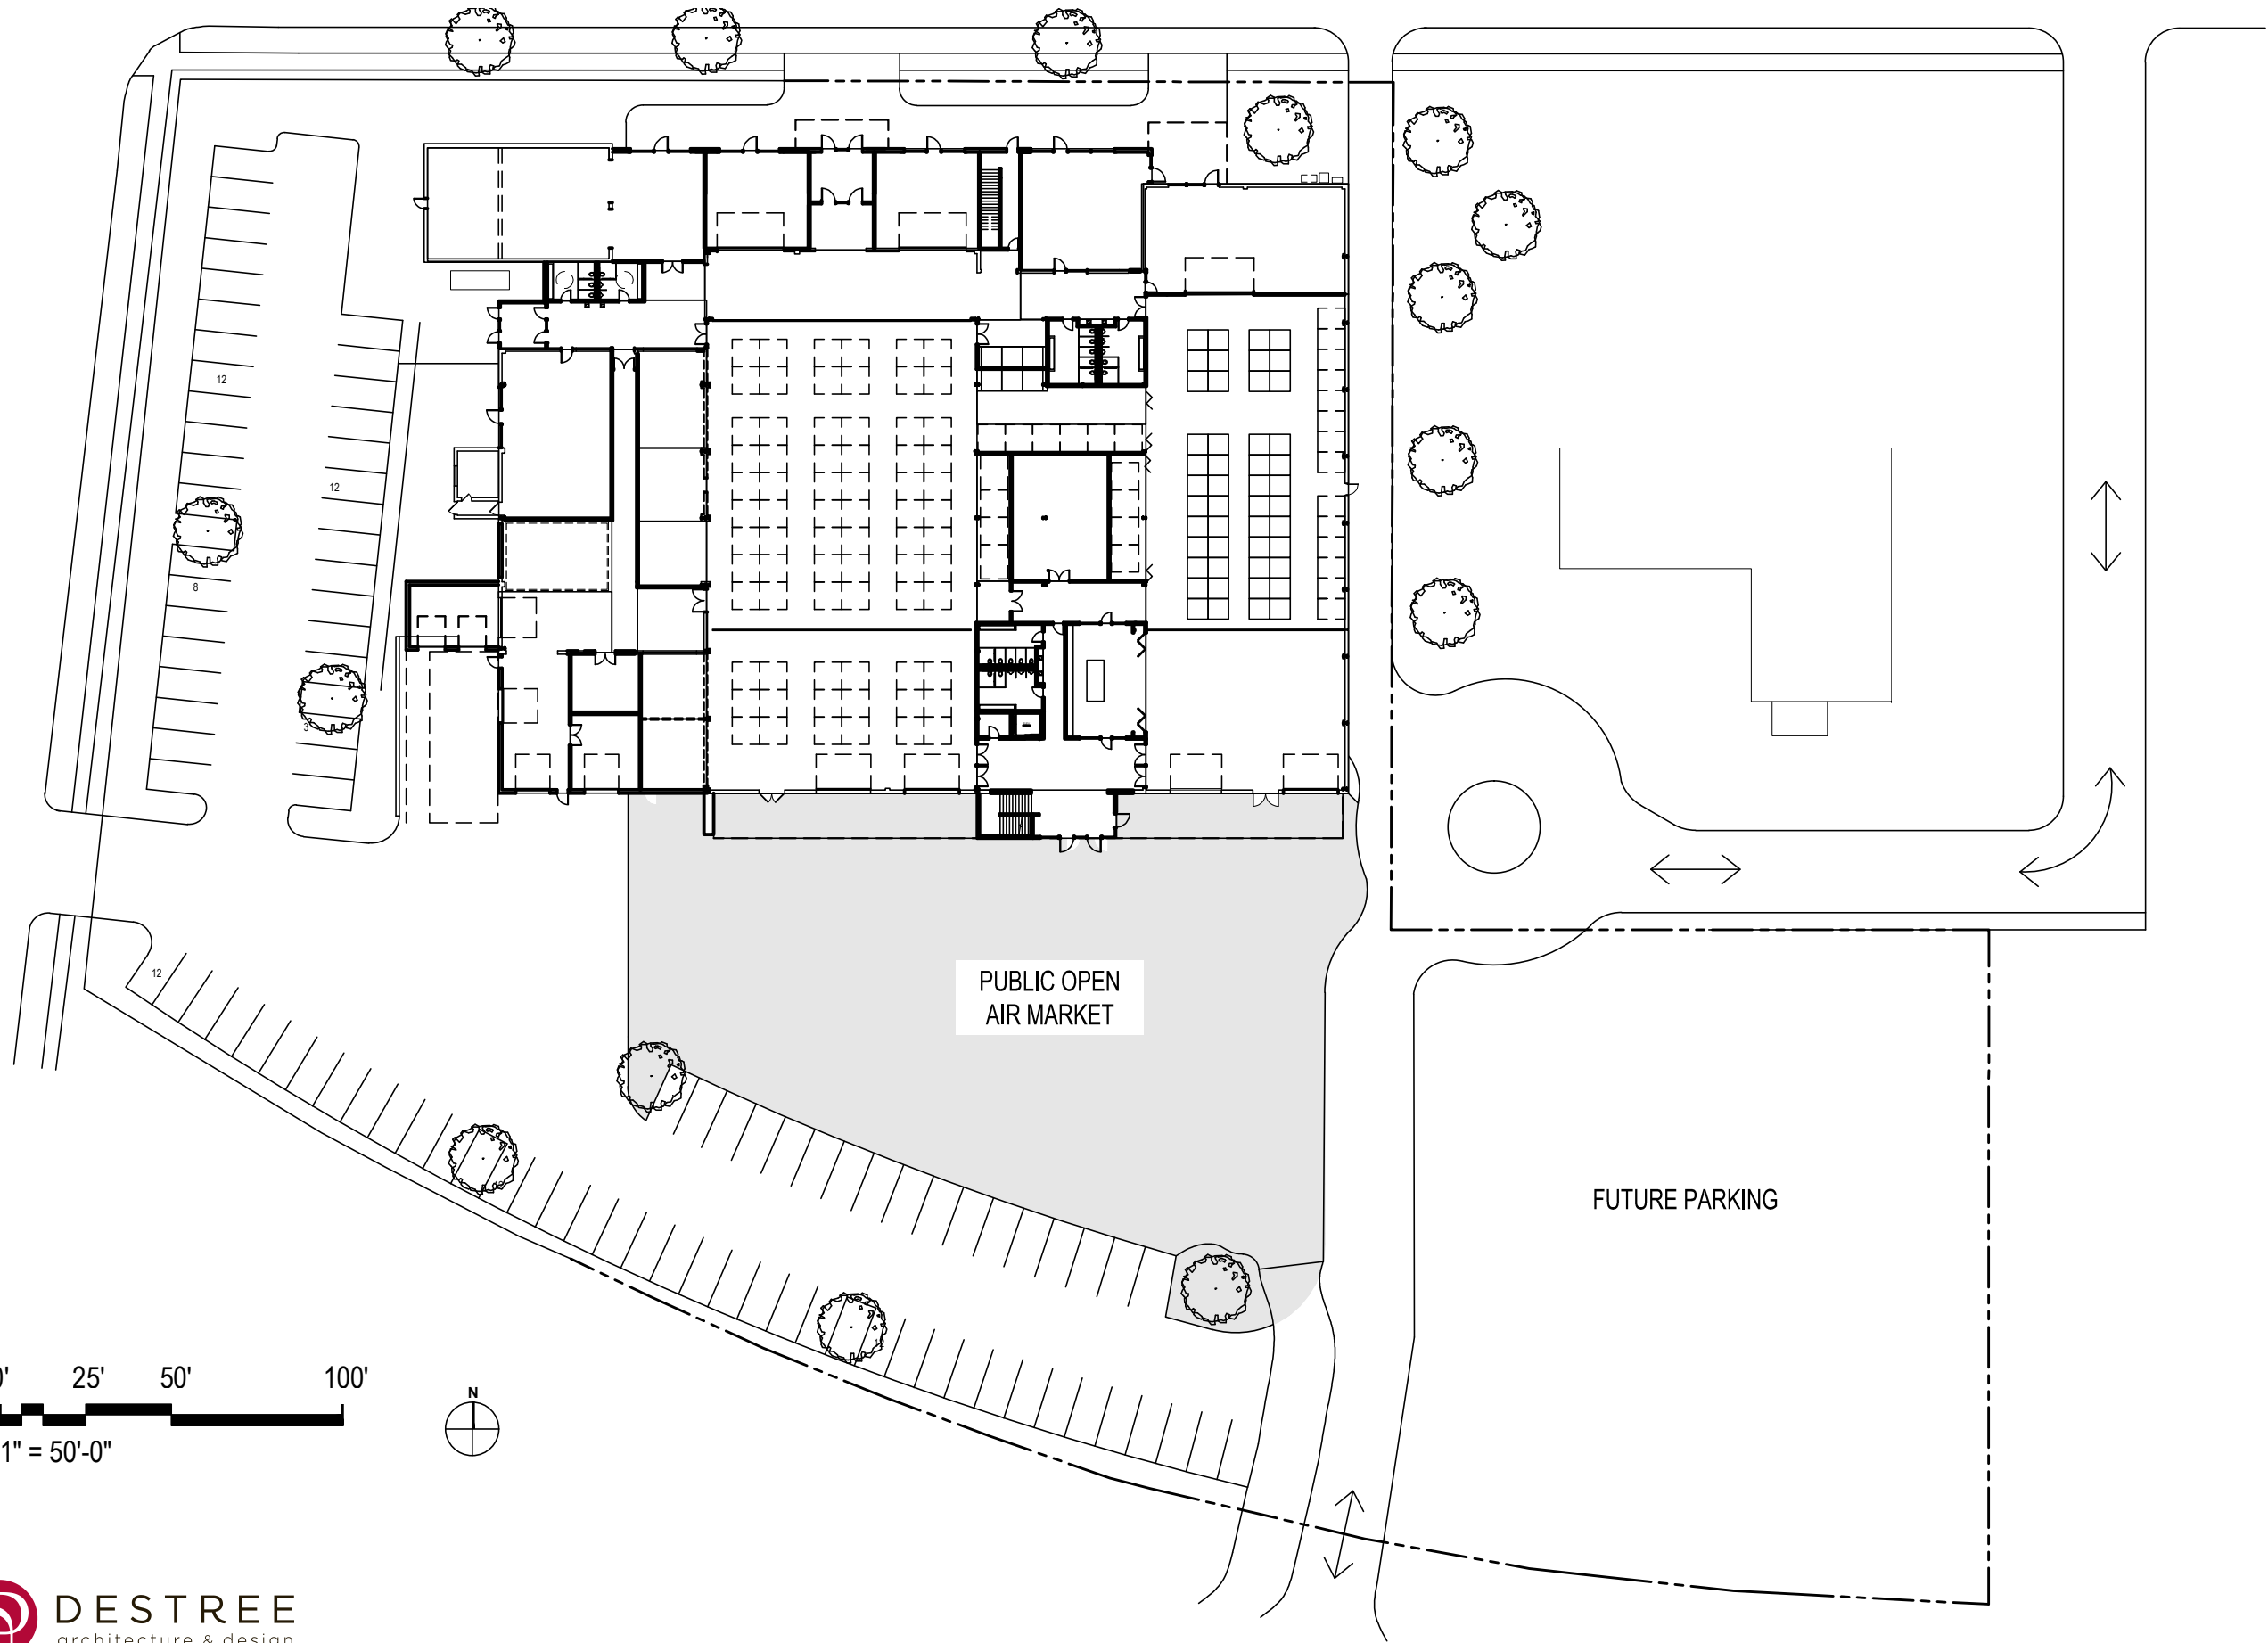 12
12
8
3
12
PUBLIC OPEN
AIR MARKET
FUTURE PARKING
25' 50' 100'
1" = 50'-0"
N
DESTREE
architecture & design